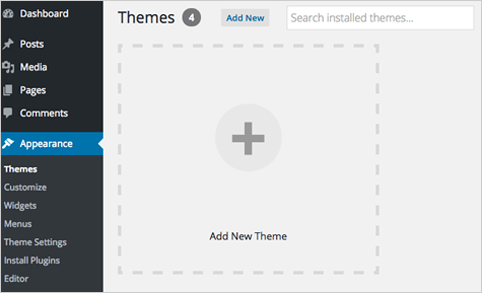 Dashboard
Posts
Media
Pages
Comments
Appearance
Themes
Customize
Widgets
Menus
Theme Settings
Install Plugins
Editor
Themes 4 Add New Search installed themes...
Add New Theme